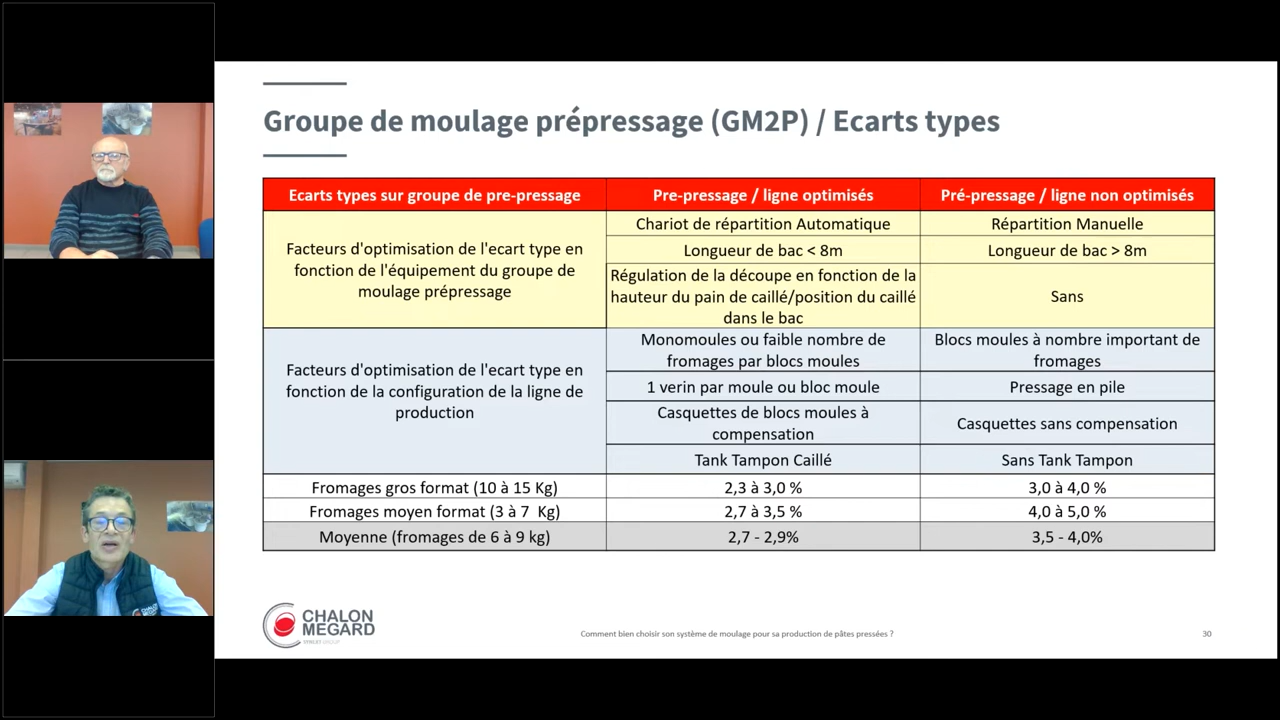 Groupe de moulage prépressage (GM2P) / Ecarts types
Ecarts types sur groupe de pre-pressage
Pre-pressage / ligne optimisés
Pré-pressage / ligne non optimisés
Facteurs d'optimisation de l'ecart type en
fonction de l'équipement du groupe de
moulage prépressage
Chariot de répartition Automatique
Répartition Manuelle
Longueur de bac < 8m
Longueur de bac > 8m
Régulation de la découpe en fonction de la
hauteur du pain de caillé/position du caillé
dans le bac
Sans
Facteurs d'optimisation de l'ecart type en
fonction de la configuration de la ligne de
production
Monomoules ou faible nombre de
fromages par blocs moules
Blocs moules à nombre important de
fromages
1 verin par moule ou bloc moule
Pressage en pile
Casquettes de blocs moules à
compensation
Casquettes sans compensation
Tank Tampon Caillé
Sans Tank Tampon
Fromages gros format (10 à 15 Kg)
2,3 à 3,0 %
3,0 à 4,0 %
Fromages moyen format (3 à 7 Kg)
2,7 à 3,5 %
4,0 à 5,0 %
Moyenne (fromages de 6 à 9 kg)
2,7 - 2,9%
3,5 - 4,0%
CHALON
MEGARD
Comment bien choisir son système de moulage pour sa production de pâtes pressées ?
30
CHALON
MEGARD